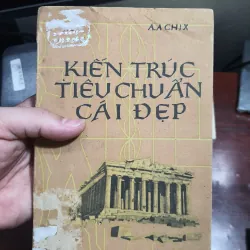 A.A CHIX
KIẾN TRÚC
TIÊU CHUẨN
CÁI ĐẸP